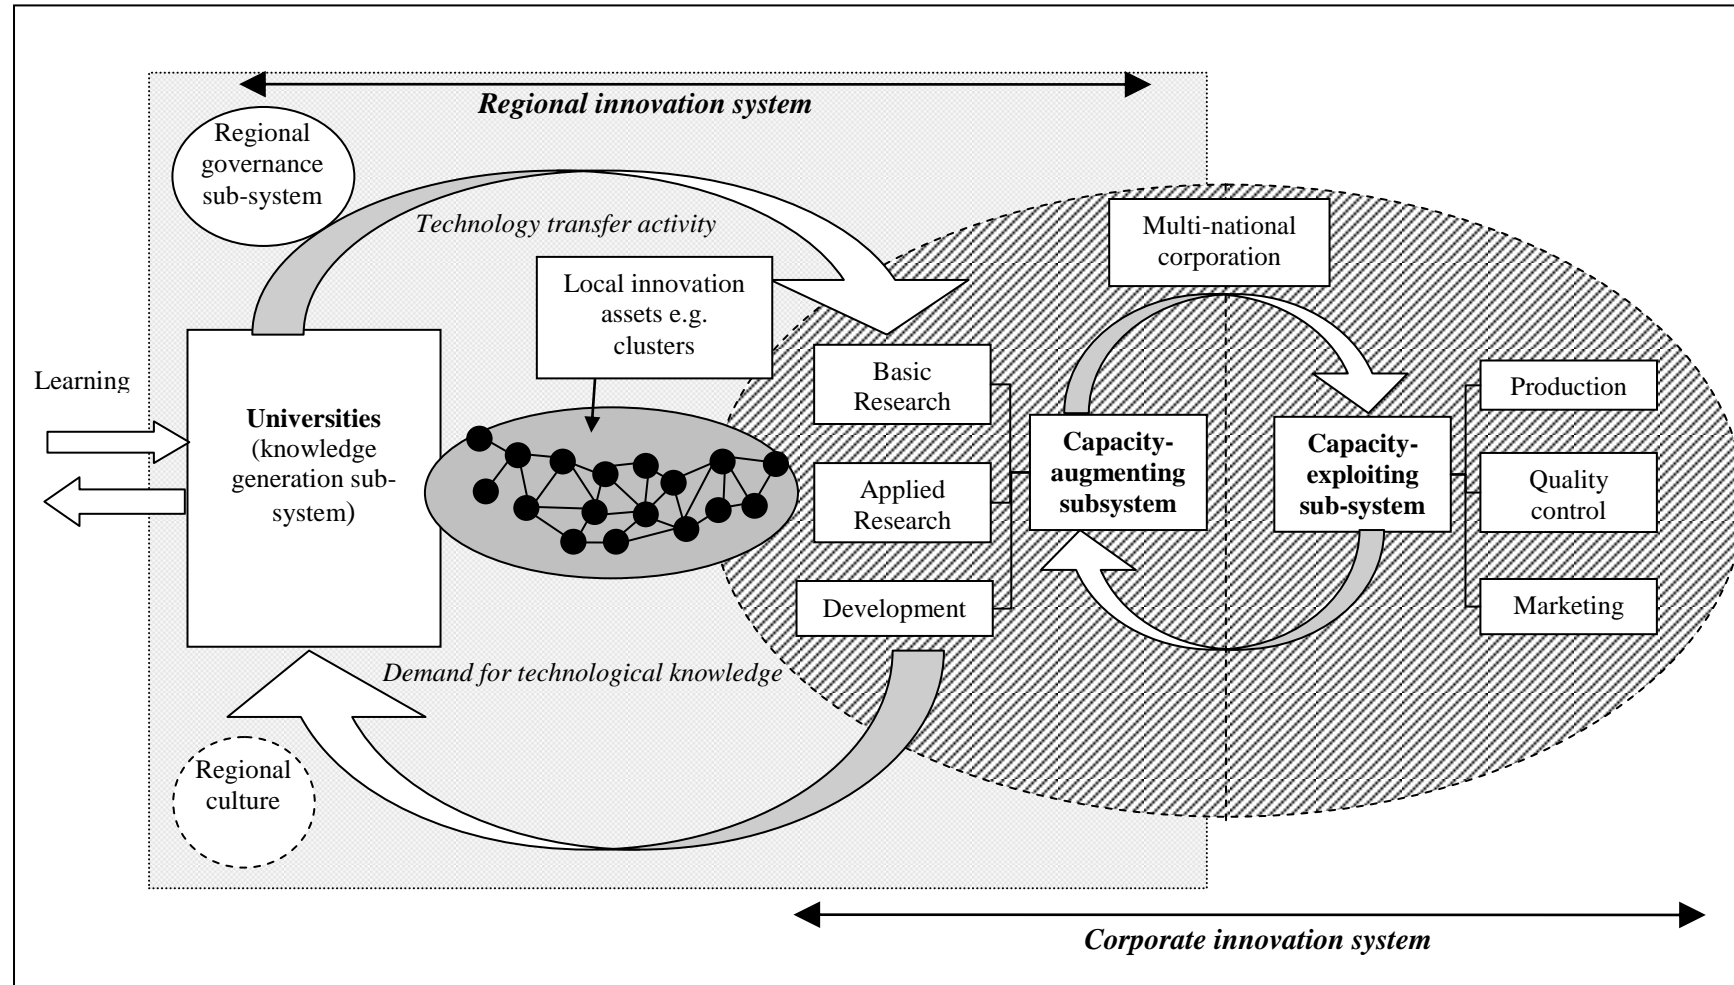 Regional innovation system
Regional
governance
sub-system
Technology transfer activity
Multi-national
corporation
Local innovation
assets e.g.
clusters
Learning
Universities
(knowledge
generation sub-
system)
Basic
Research
Applied
Research
Development
Capacity-
augmenting
subsystem
Capacity-
exploiting
sub-system
Production
Quality
control
Marketing
Demand for technological knowledge
Regional
culture
Corporate innovation system